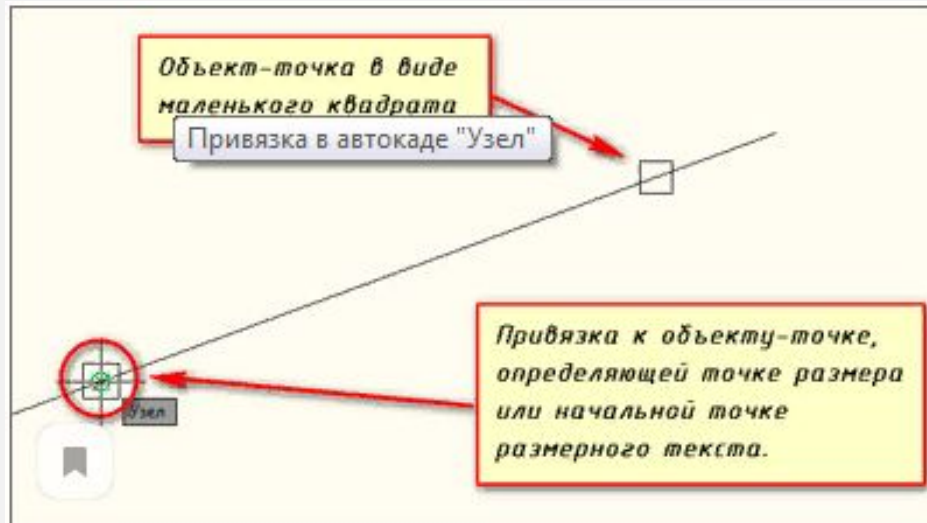 Объект-точка в виде
маленького квадрата
Привязка в автокаде "Узел"
Привязка к объекту-точке,
определяющей точке размера
или начальной точке
размерного текста.
Узел